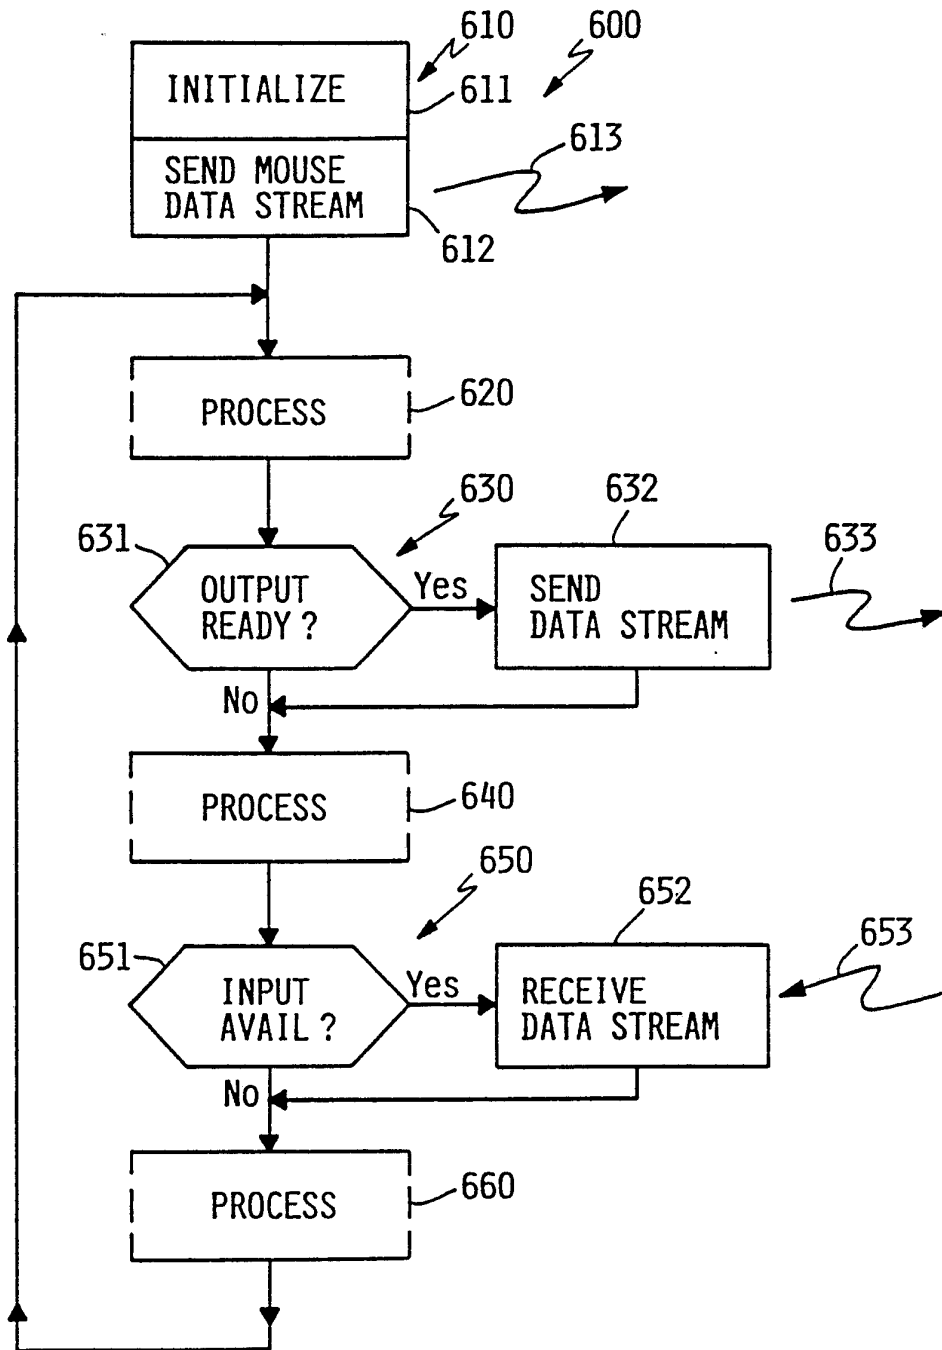 610
600
INITIALIZE
611
613
SEND MOUSE
DATA STREAM
612
PROCESS
620
630
632
631
633
OUTPUT
READY?
Yes
SEND
DATA STREAM
No
PROCESS
640
650
652
651
653
INPUT
AVAIL?
Yes
RECEIVE
DATA STREAM
No
PROCESS
660